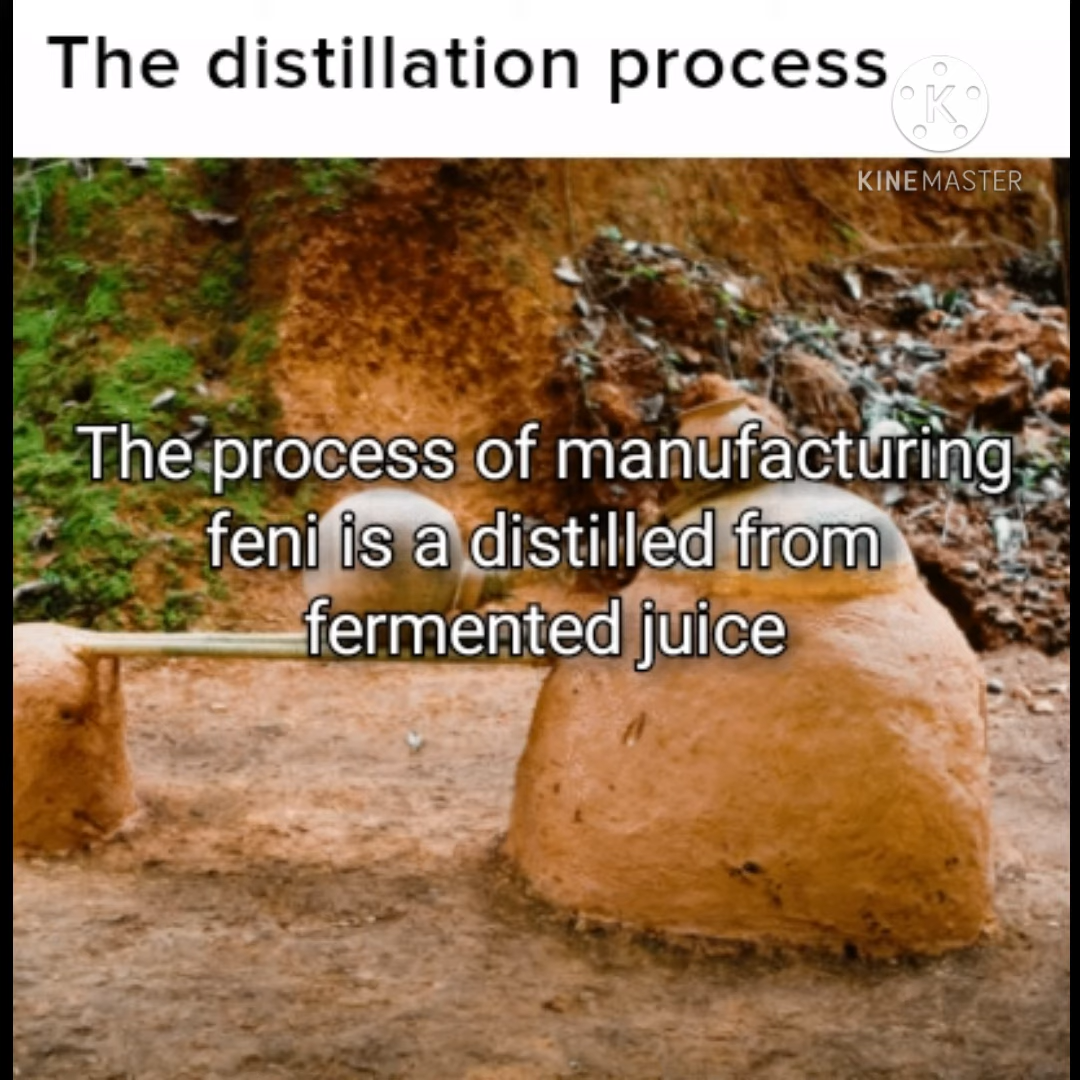 The distillation process
K
KINEMASTER
The process of manufacturing
feni is a distilled from
fermented juice